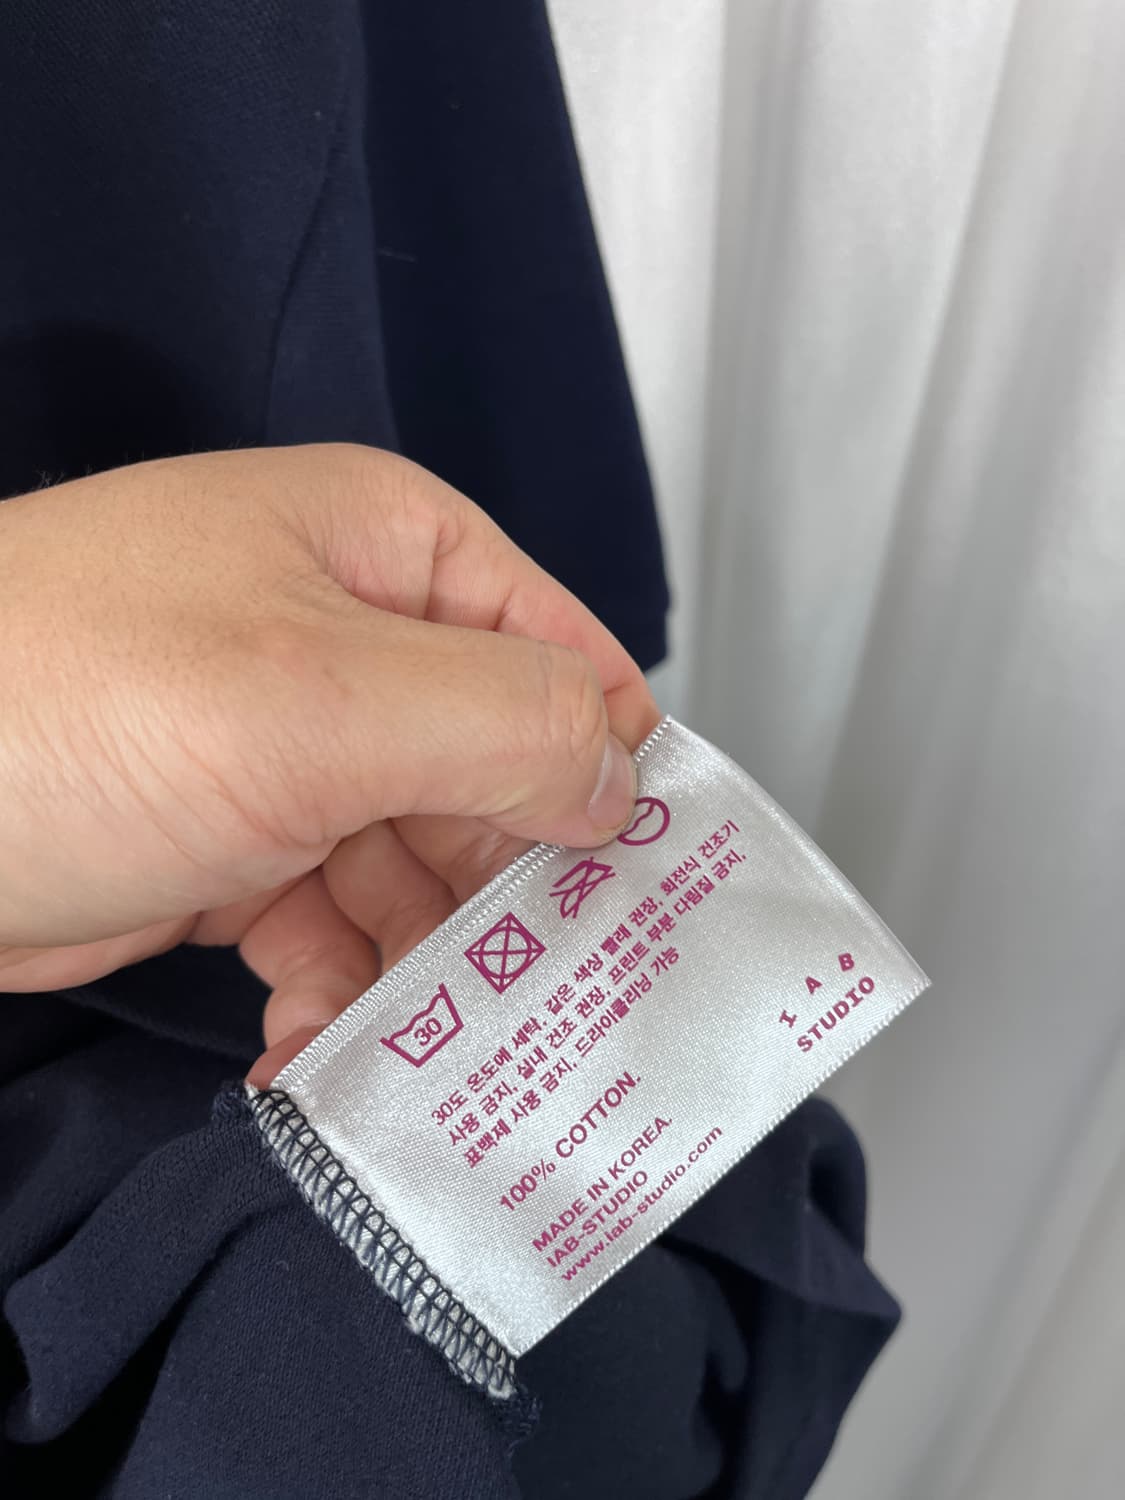 30
30도 온도에 세탁, 같은 색상 빨래 권장, 회전식 건조기
사용 금지, 실내 건조 권장, 프린트 부분 다림질 금지,
표백제 사용 금지, 드라이클리닝 가능
100% COTTON.
MADE IN KOREA.
IAB-STUDIO
www.iab-studio.com
I A B
STUDIO